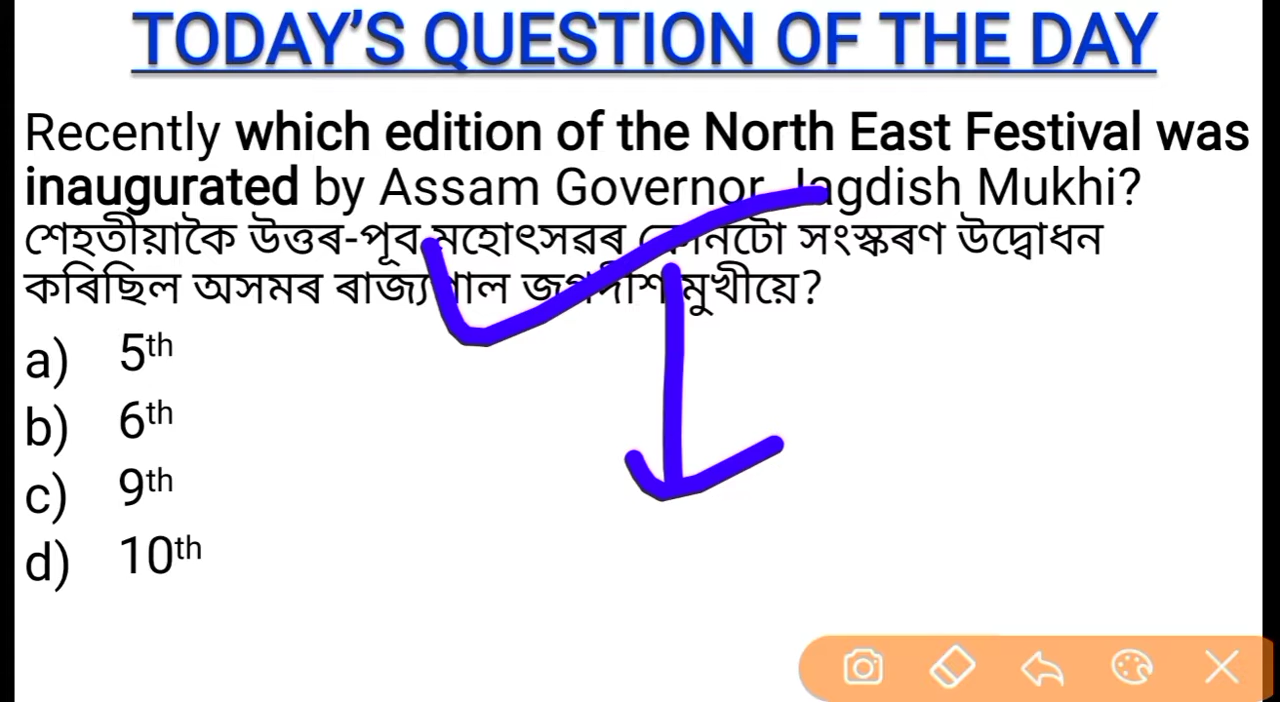 TODAY'S QUESTION OF THE DAY
Recently which edition of the North East Festival was
inaugurated by Assam Governor Jagdish Mukhi?
শেহতীয়াকৈ উত্তৰ-পূব মহোৎসৱৰ কোনটো সংস্কৰণ উদ্বোধন
কৰিছিল অসমৰ ৰাজ্যপাল জগদীশ মুখীয়ে?
a) 5th
b) 6th
c) 9th
d) 10th